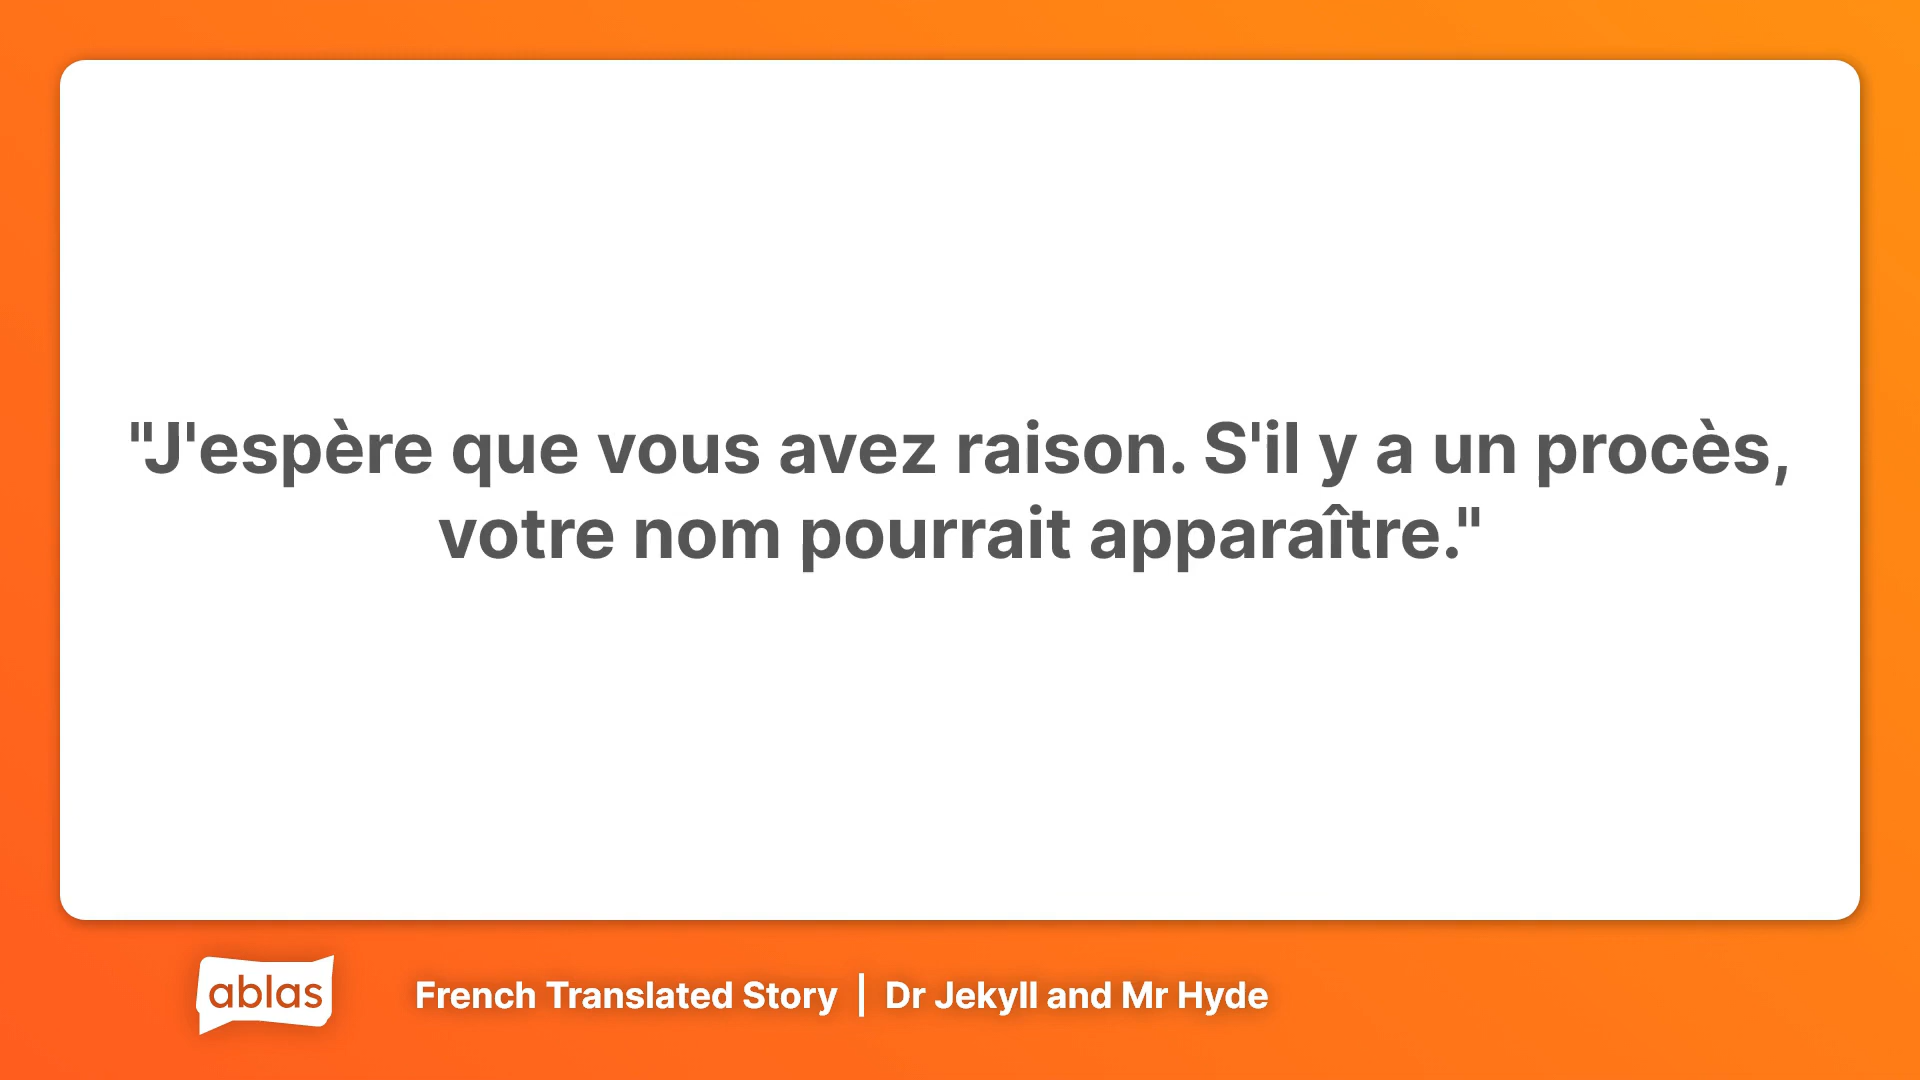 "J'espère que vous avez raison. S'il y a un procès,
votre nom pourrait apparaître."
ablas
French Translated Story | Dr Jekyll and Mr Hyde